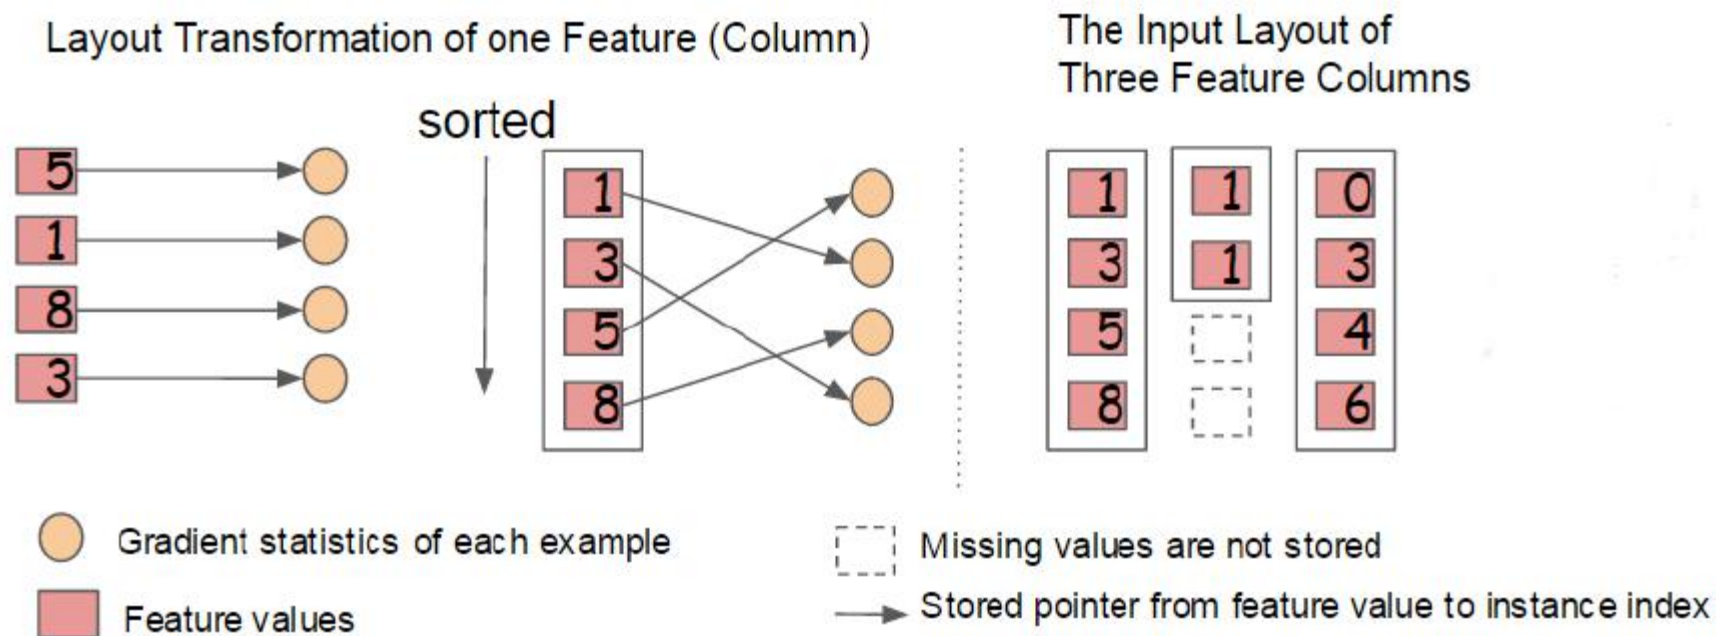 Layout Transformation of one Feature (Column)
The Input Layout of
Three Feature Columns
sorted
5
1
8
3
1
3
5
8
1
3
5
8
1
1
0
3
4
6
Gradient statistics of each example
Feature values
Missing values are not stored
Stored pointer from feature value to instance index